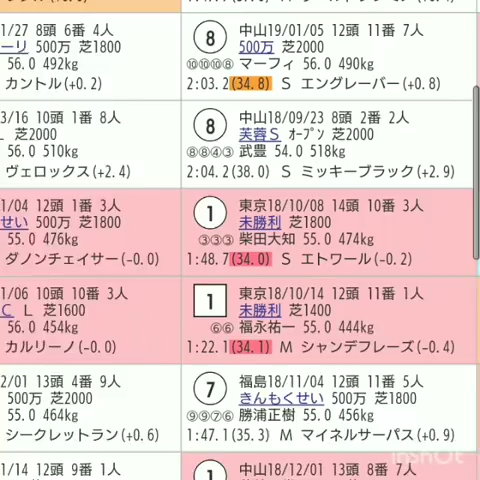 1/27 8頭 6番 4人
ーリ 500万 芝1800
56.0 492kg
カントル(+0.2)
8 中山19/01/05 12頭 11番 7人
500万 芝2000
⑩⑩⑩⑧ マーフィ 56.0 490kg
2:03.2(34.8) S エングレーバー(+0.8)
3/16 10頭 1番 8人
L 芝2000
56.0 510kg
ヴェロックス(+2.4)
8 中山18/09/23 8頭 2番 2人
芙蓉S オープン 芝2000
⑧⑧④③ 武豊 54.0 518kg
2:04.2(38.0) S ミッキーブラック(+2.9)
1/04 12頭 1番 3人
せい 500万 芝1800
55.0 476kg
ダノンチェイサー(-0.0)
1 東京18/10/08 14頭 10番 3人
未勝利 芝1800
③③③ 柴田大知 55.0 474kg
1:48.7(34.0) S エトワール(-0.2)
1/06 10頭 10番 3人
C L 芝1600
56.0 454kg
カルリーノ(-0.0)
1 東京18/10/14 12頭 11番 1人
未勝利 芝1400
⑥⑥ 福永祐一 55.0 444kg
1:22.1(34.1) M シャンデフレーズ(-0.4)
2/01 13頭 4番 9人
500万 芝2000
55.0 464kg
シークレットラン(+0.6)
7 福島18/11/04 12頭 11番 5人
きんもくせい 500万 芝1800
⑨⑨⑦⑥ 勝浦正樹 55.0 456kg
1:47.1(35.3) M マイネルサーパス(+0.9)
1/14 12頭 9番 1人
1 中山18/12/01 13頭 8番 7人
InShOt